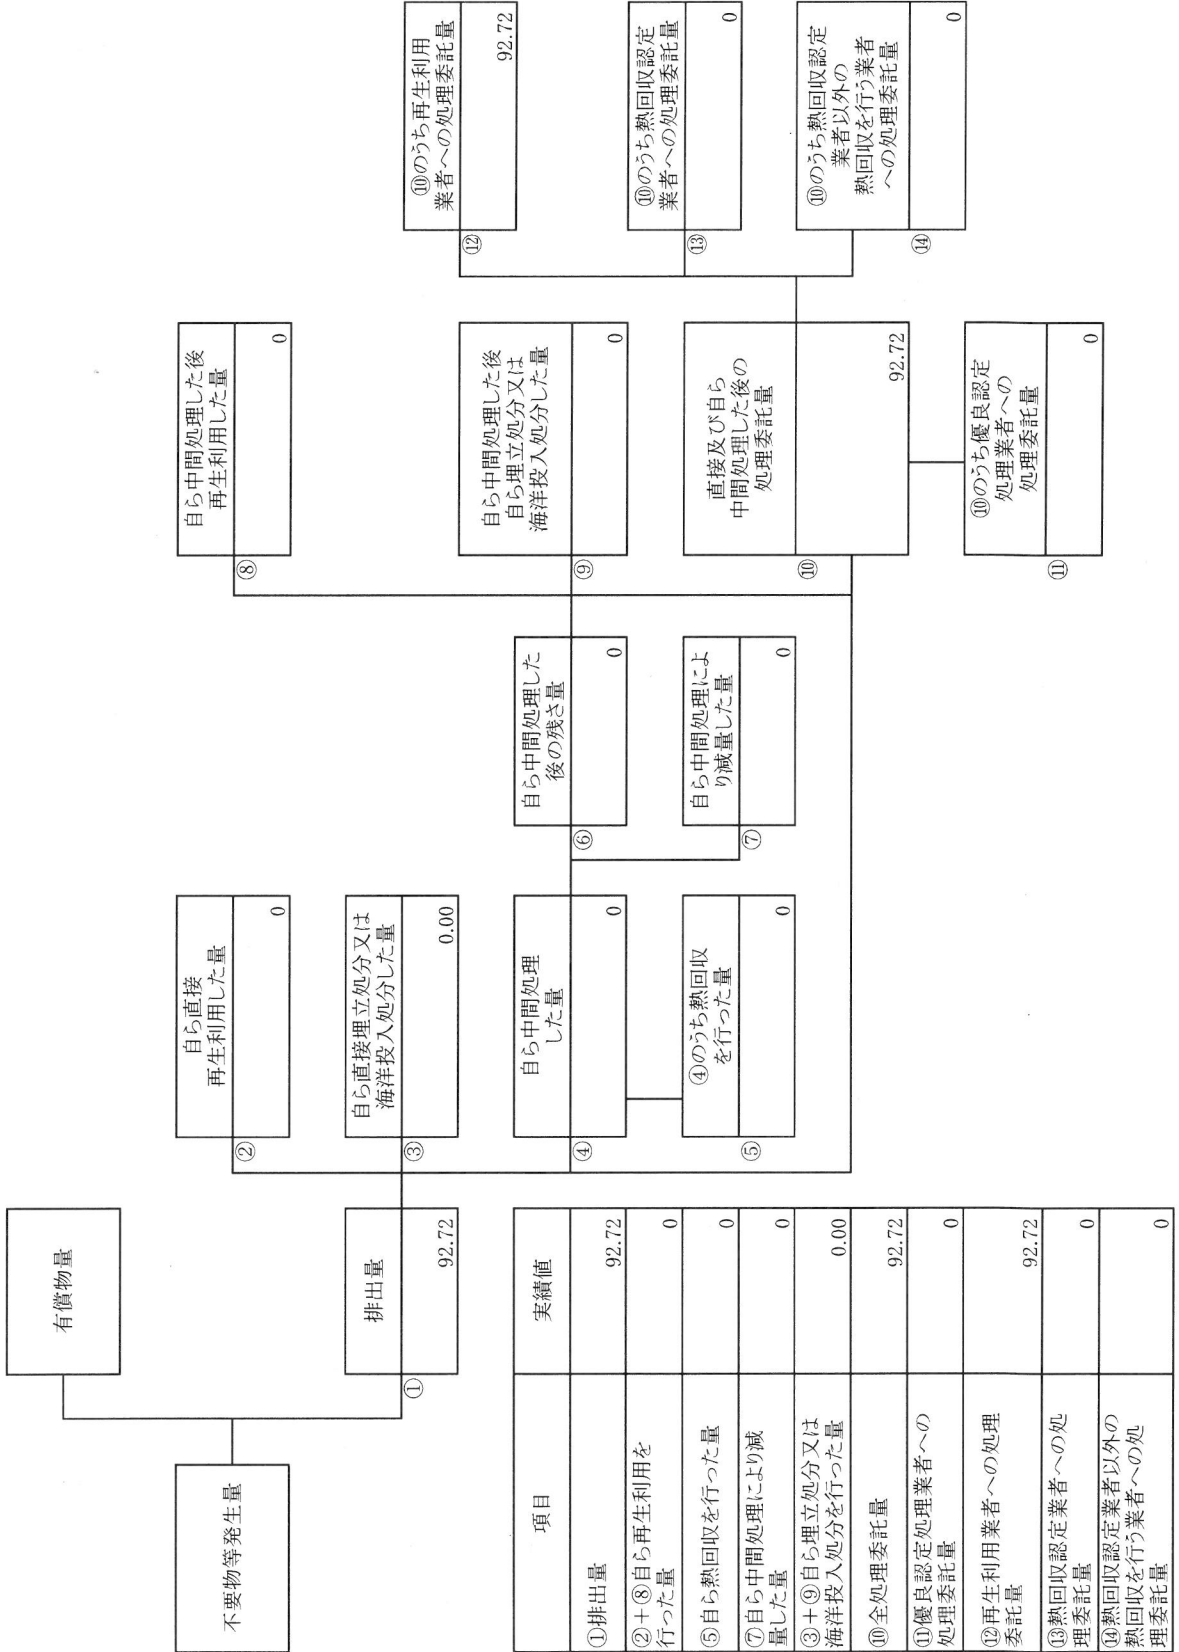 有償物量
不要物等発生量
排出量
①
92.72
自ら直接
再生利用した量
②
0
自ら直接埋立処分又は
海洋投入処分した量
③
0.00
自ら中間処理
した量
④
0
④のうち熱回収
を行った量
⑤
0
自ら中間処理した
後の残さ量
⑥
0
自ら中間処理によ
り減量した量
⑦
0
自ら中間処理した後
再生利用した量
⑧
0
自ら中間処理した後
自ら埋立処分又は
海洋投入処分した量
⑨
0
直接及び自ら
中間処理した後の
処理委託量
⑩
92.72
⑩のうち優良認定
処理業者への
処理委託量
⑪
0
⑩のうち再生利用
業者への処理委託量
⑫
92.72
⑩のうち熱回収認定
業者への処理委託量
⑬
0
⑩のうち熱回収認定
業者以外の
熱回収を行う業者
への処理委託量
⑭
0
項目 実績値
①排出量 92.72
②+⑧自ら再生利用を
行った量 0
⑤自ら熱回収を行った量 0
⑦自ら中間処理により減
量した量 0
③+⑨自ら埋立処分又は
海洋投入処分を行った量 0.00
⑩全処理委託量 92.72
⑪優良認定処理業者への
処理委託量 0
⑫再生利用業者への処理
委託量 92.72
⑬熱回収認定業者への処
理委託量 0
⑭熱回収認定業者以外の
熱回収を行う業者への処
理委託量 0